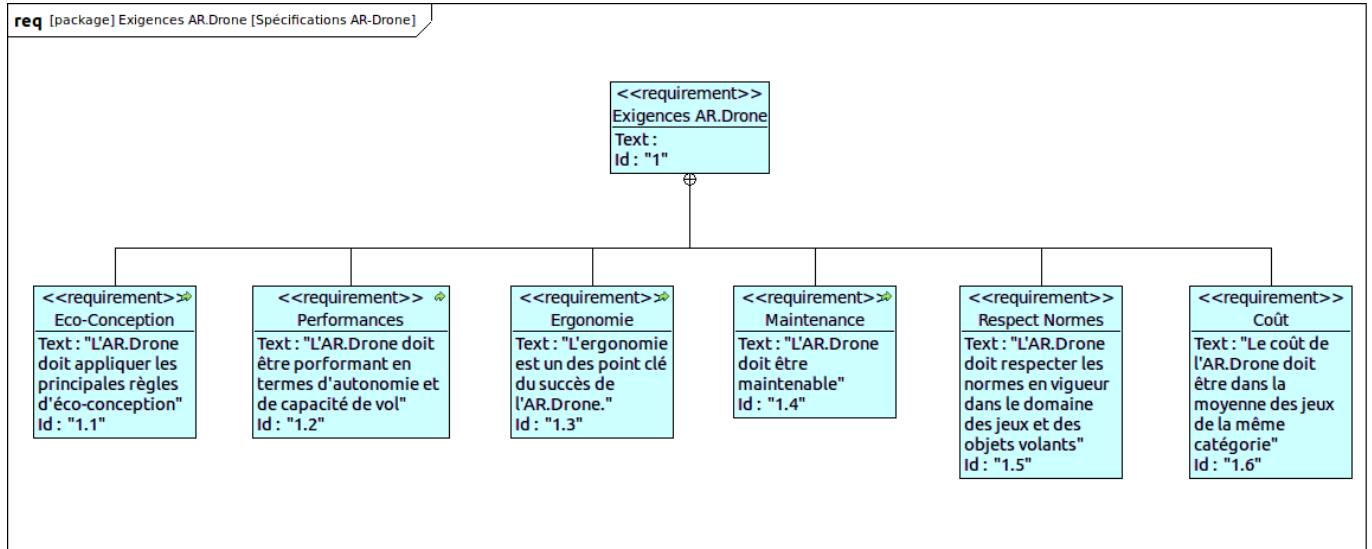 req [package] Exigences AR.Drone [Spécifications AR-Drone]
<<requirement>>
Exigences AR.Drone
Text :
Id : "1"
<<requirement>>
Eco-Conception
Text : "L'AR.Drone
doit appliquer les
principales règles
d'éco-conception"
Id : "1.1"
<<requirement>>
Performances
Text : "L'AR.Drone doit
être porformant en
termes d'autonomie et
de capacité de vol"
Id : "1.2"
<<requirement>>
Ergonomie
Text : "L'ergonomie
est un des point clé
du succès de
l'AR.Drone."
Id : "1.3"
<<requirement>>
Maintenance
Text : "L'AR.Drone
doit être
maintenable"
Id : "1.4"
<<requirement>>
Respect Normes
Text : "L'AR.Drone
doit respecter les
normes en vigueur
dans le domaine
des jeux et des
objets volants"
Id : "1.5"
<<requirement>>
Coût
Text : "Le coût de
l'AR.Drone doit
être dans la
moyenne des jeux
de la même
catégorie"
Id : "1.6"